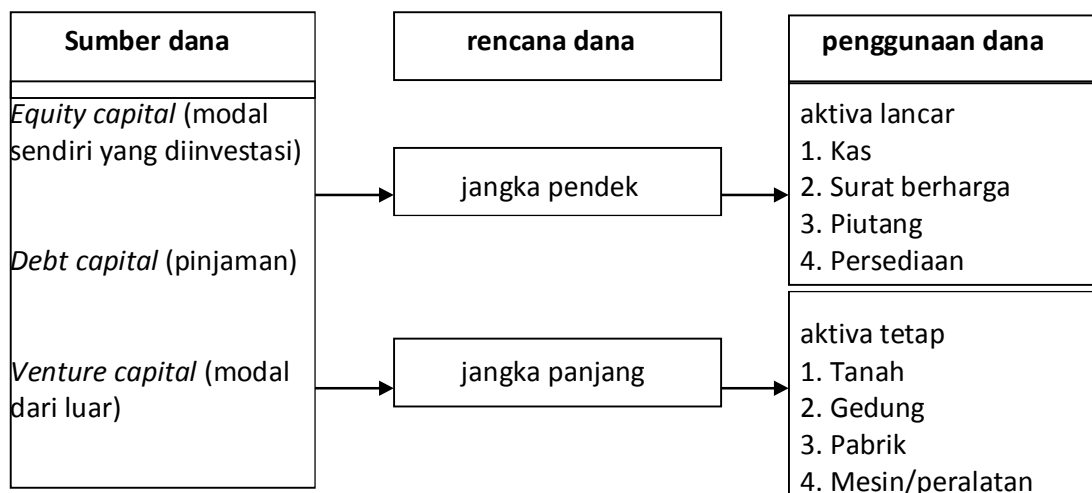 Sumber dana
rencana dana
penggunaan dana
Equity capital (modal
sendiri yang diinvestasi)
Debt capital (pinjaman)
Venture capital (modal
dari luar)
jangka pendek
jangka panjang
aktiva lancar
1. Kas
2. Surat berharga
3. Piutang
4. Persediaan
aktiva tetap
1. Tanah
2. Gedung
3. Pabrik
4. Mesin/peralatan